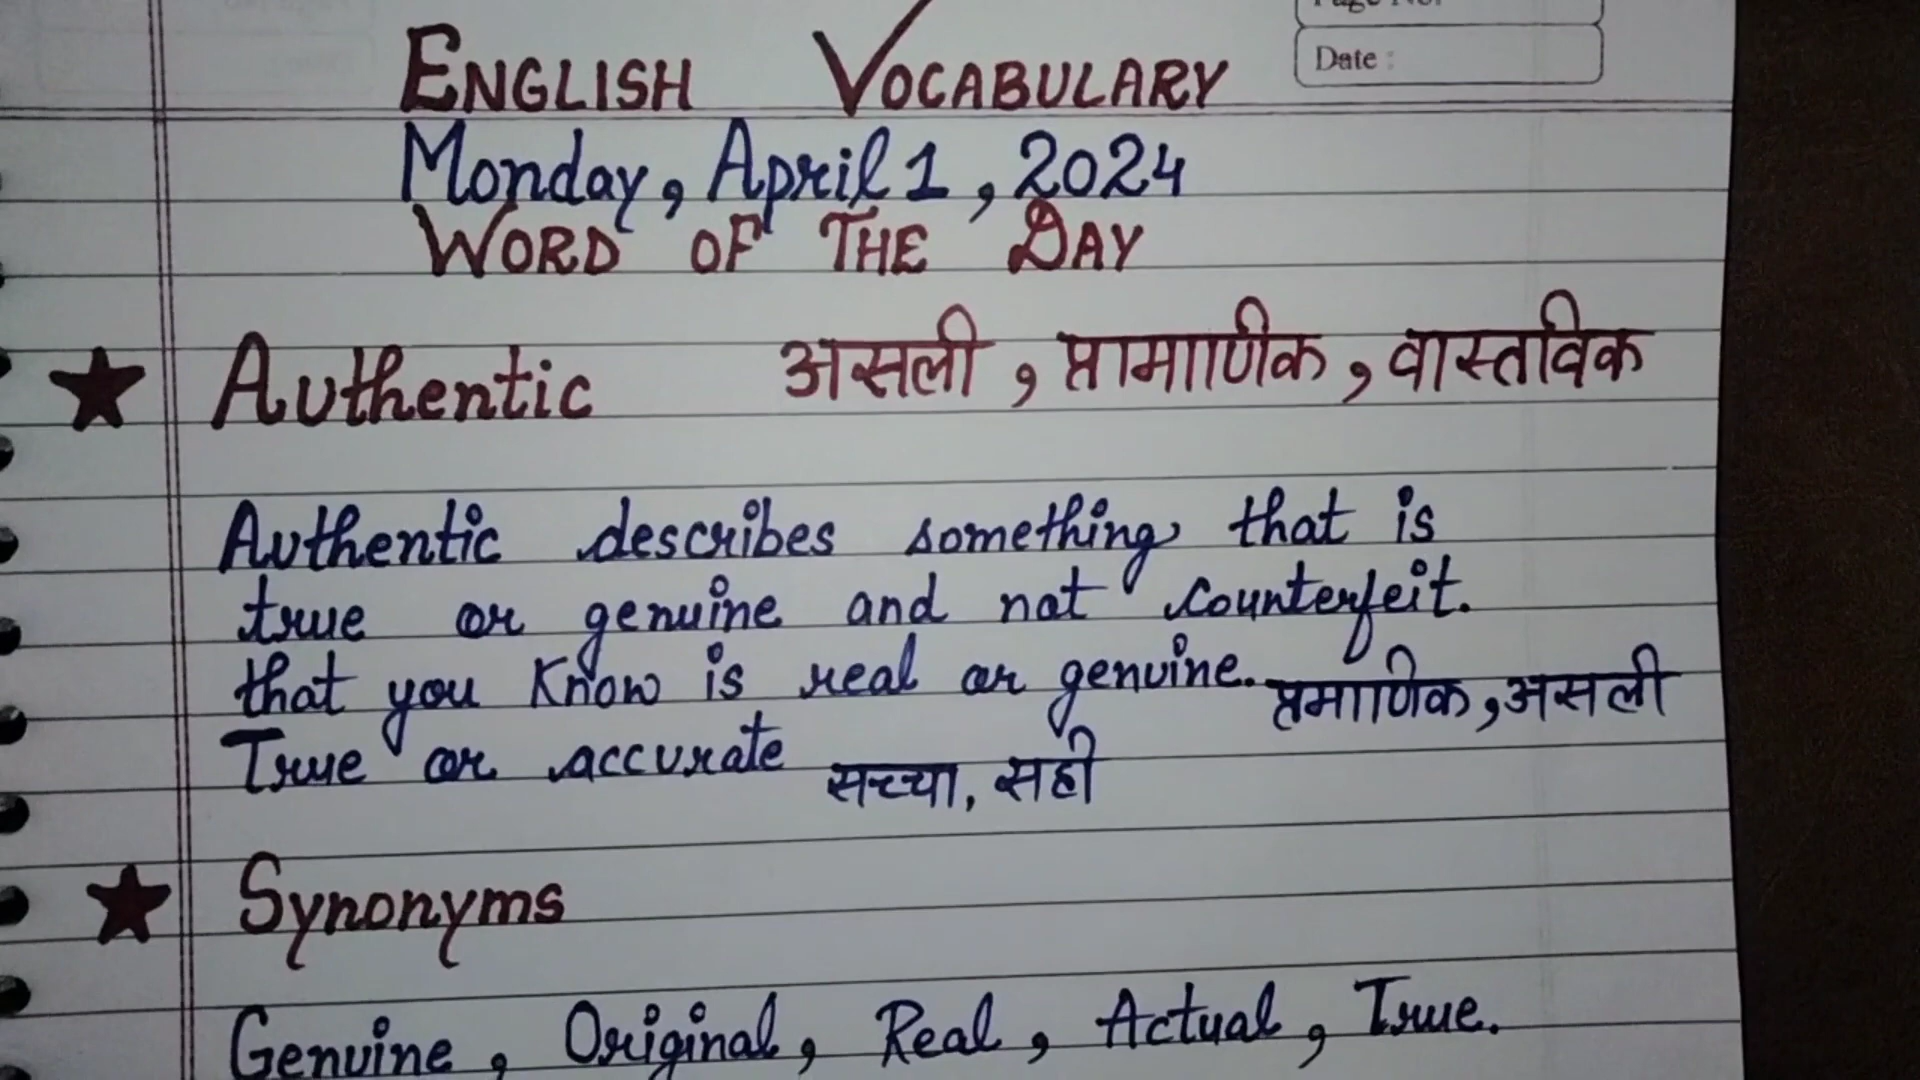 Page No.
Date :
ENGLISH VOCABULARY
Monday, April 1, 2024
WORD OF THE DAY
★ Authentic असली, प्रामाणिक, वास्तविक
Authentic describes something that is
true or genuine and not counterfeit.
that you know is real or genuine. प्रमाणिक, असली
True or accurate सच्चा, सही
★ Synonyms
Genuine, Original, Real, Actual, True.